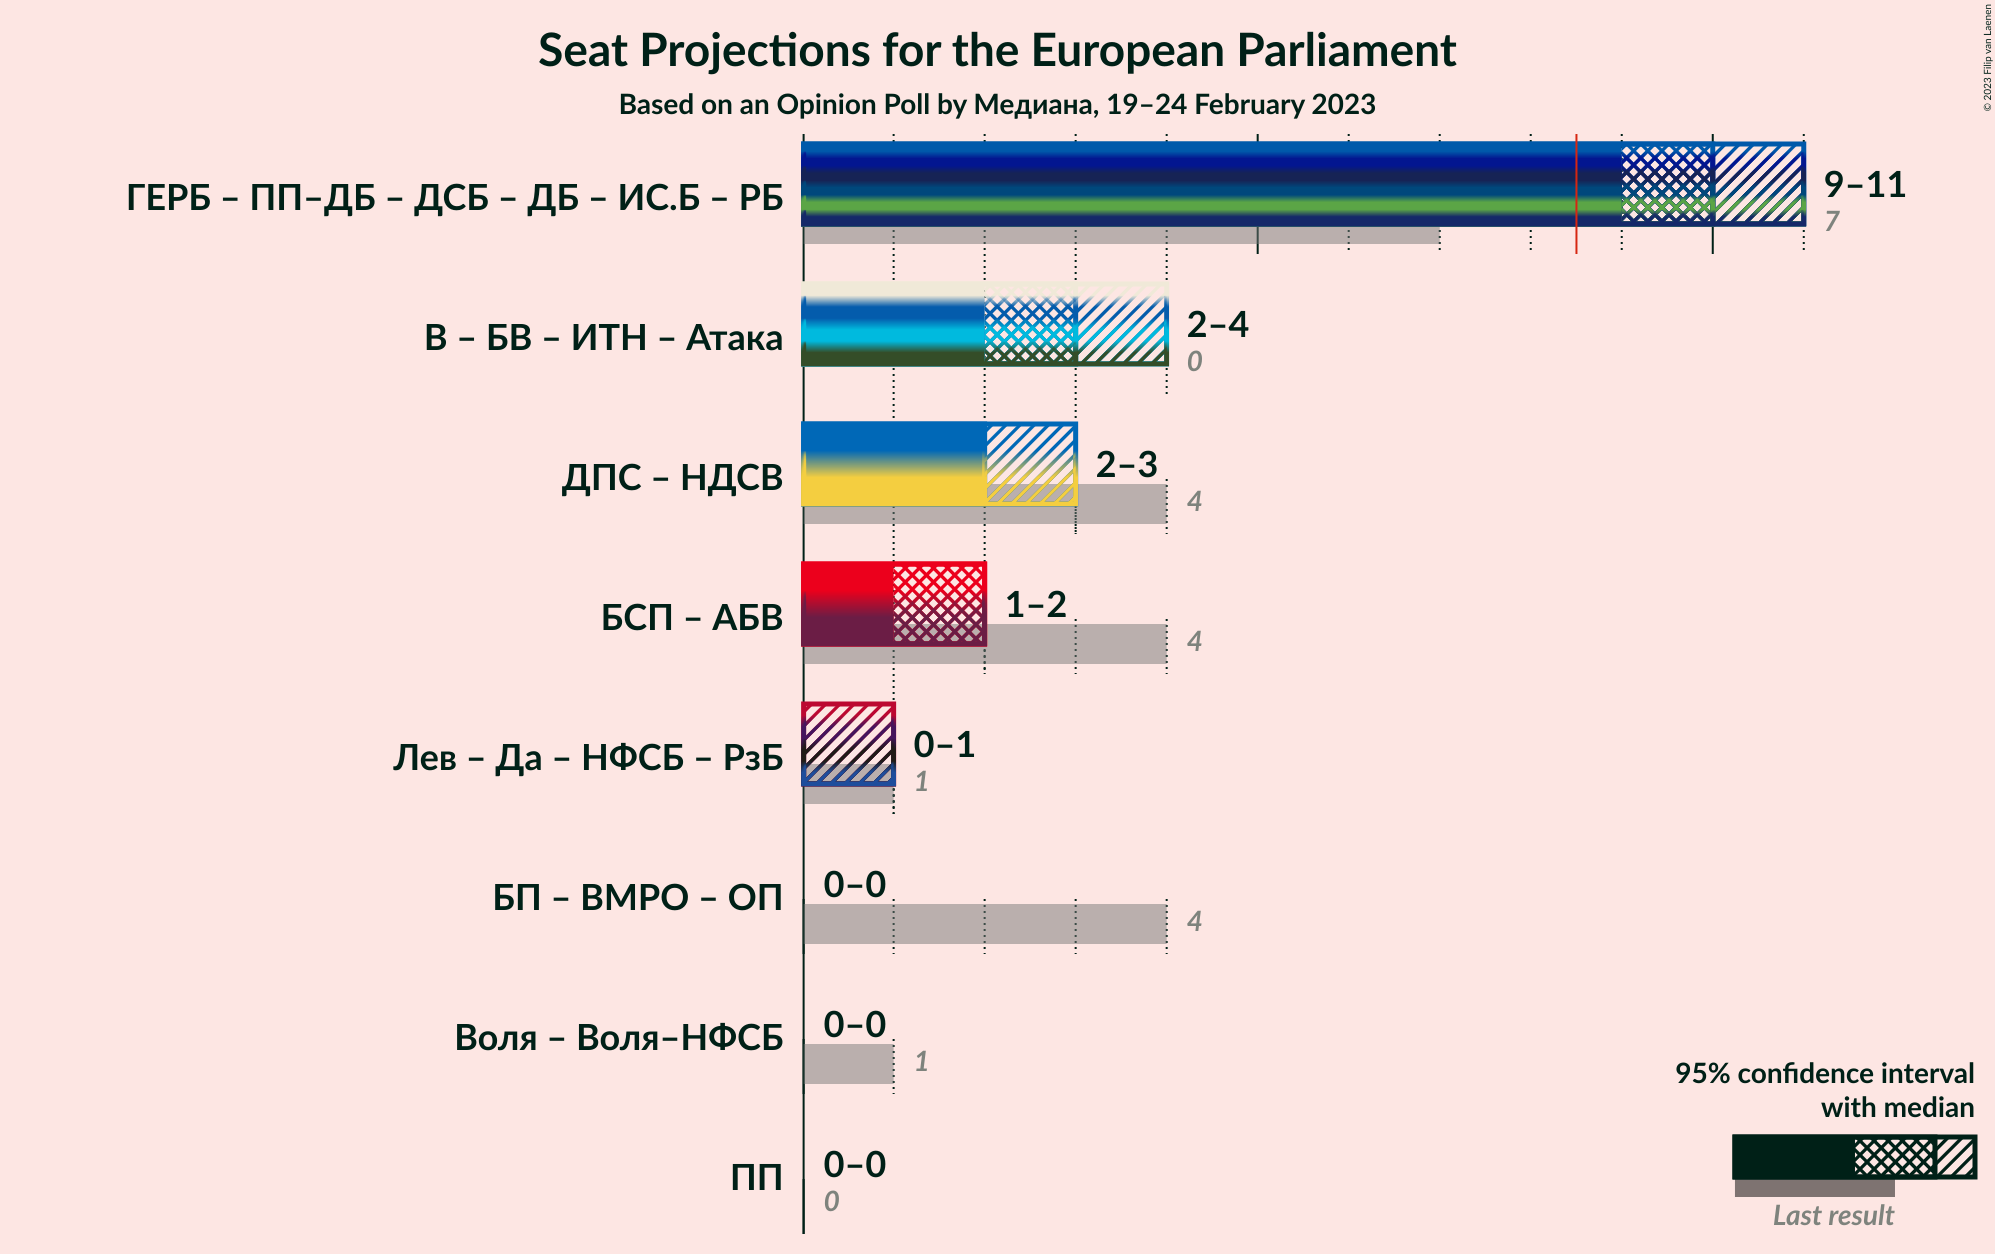 Seat Projections for the European Parliament
Based on an Opinion Poll by Медиана, 19–24 February 2023
© 2023 Filip van Laenen
ГЕРБ – ПП–ДБ – ДСБ – ДБ – ИС.Б – РБ
9–11
7
В – БВ – ИТН – Атака
2–4
0
ДПС – НДСВ
2–3
4
БСП – АБВ
1–2
4
Лев – Да – НФСБ – РзБ
0–1
1
БП – ВМРО – ОП
0–0
4
Воля – Воля–НФСБ
0–0
1
ПП
0–0
0
95% confidence interval
with median
Last result